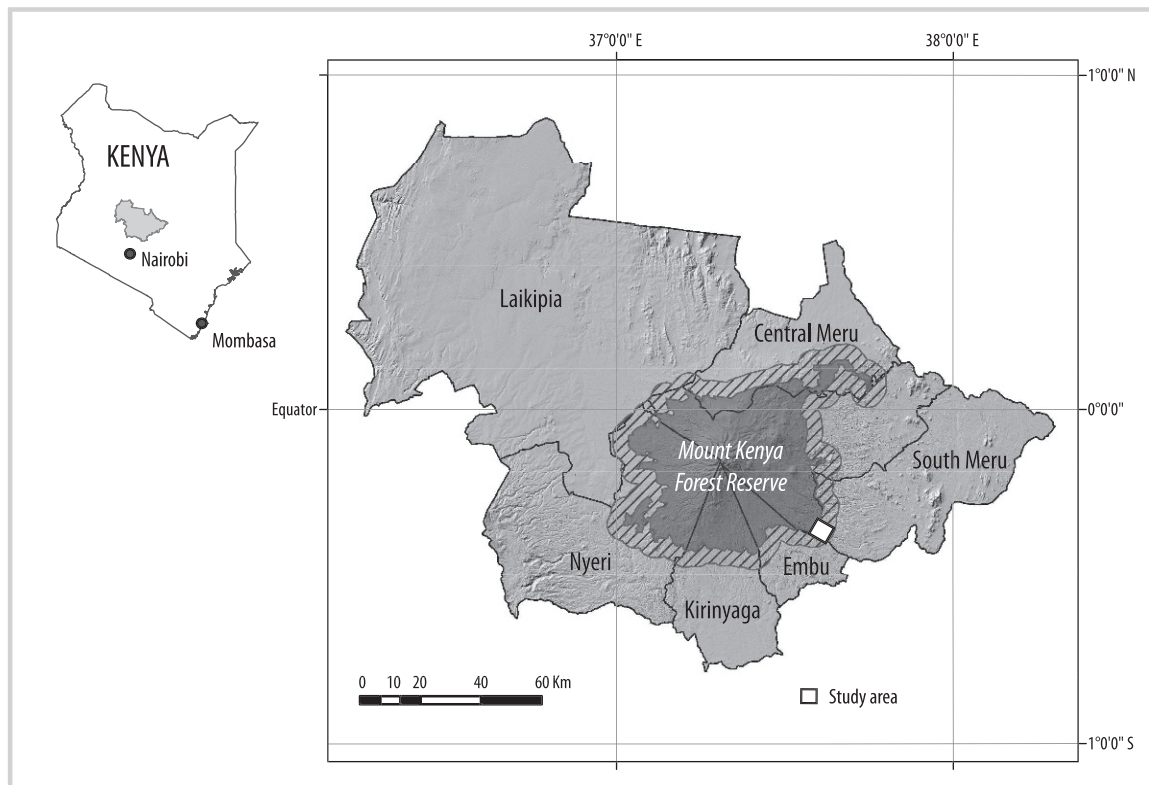 37°0'0" E
38°0'0" E
1°0'0" N
KENYA
Nairobi
Mombasa
Laikipia
Central Meru
Equator
0°0'0"
Mount Kenya
Forest Reserve
South Meru
Nyeri
Embu
Kirinyaga
0 10 20 40 60 Km
Study area
1°0'0" S